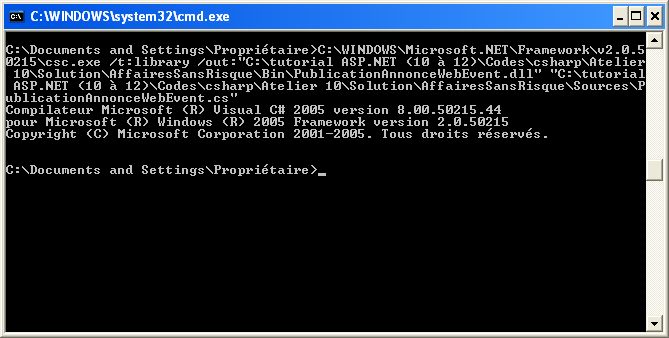 C:\WINDOWS\system32\cmd.exe
C:\Documents and Settings\Propriétaire>C:\WINDOWS\Microsoft.NET\Framework\v2.0.5
0215\csc.exe /t:library /out:"C:\tutorial ASP.NET (10 à 12)\Codes\csharp\Atelier
10\Solution\AffairesSansRisque\Bin\PublicationAnnonceWebEvent.dll" "C:\tutorial
ASP.NET (10 à 12)\Codes\csharp\Atelier 10\Solution\AffairesSansRisque\Sources\P
ublicationAnnonceWebEvent.cs"
Compilateur Microsoft (R) Visual C# 2005 version 8.00.50215.44
pour Microsoft (R) Windows (R) 2005 Framework version 2.0.50215
Copyright (C) Microsoft Corporation 2001-2005. Tous droits réservés.
C:\Documents and Settings\Propriétaire>_